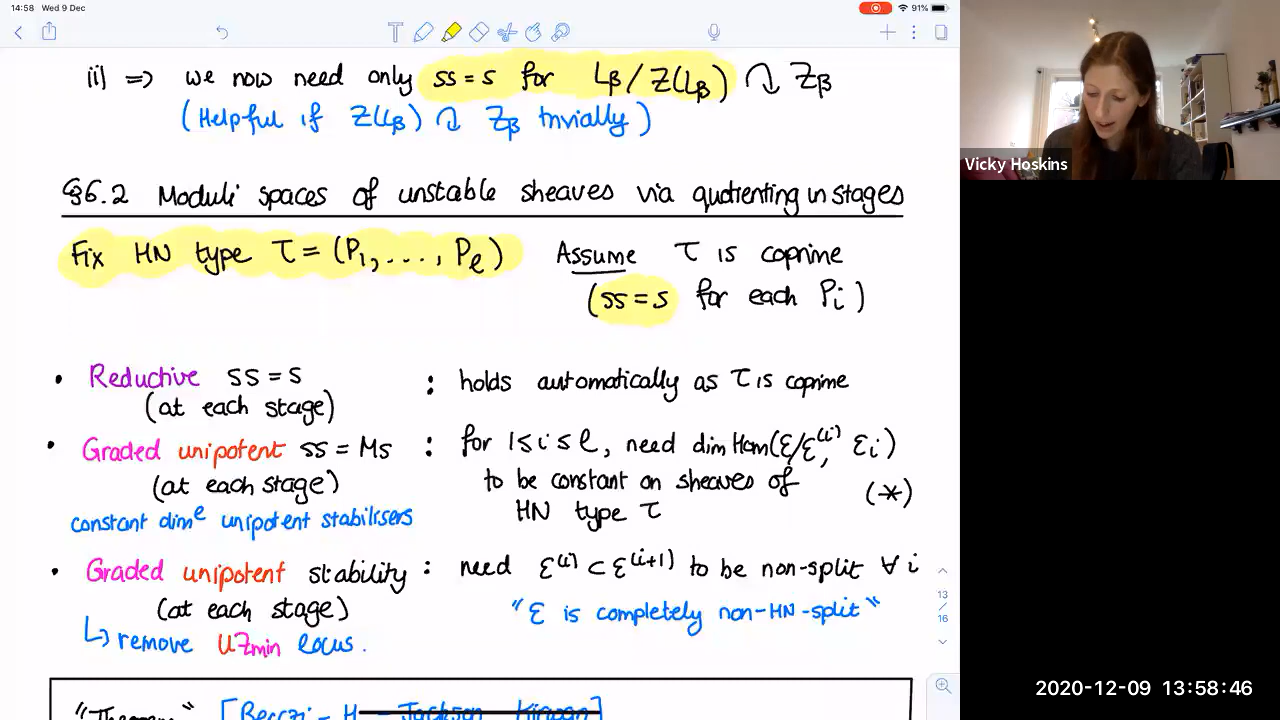 14:58 Wed 9 Dec
91%
ii) ⇒ we now need only ss = s for Lβ / Z(Lβ) ↷ Zβ
(Helpful if Z(Lβ) ↷ Zβ trivially)
Vicky Hoskins
§6.2 Moduli spaces of unstable sheaves via quotienting in stages
Fix HN type τ = (P₁, ..., Pₑ) Assume τ is coprime
(ss = s for each Pᵢ)
• Reductive ss = s : holds automatically as τ is coprime
(at each stage)
• Graded unipotent ss = Ms : for 1 ≤ i ≤ l, need dim Hom(ℰ/ℰ⁽ⁱ⁾, ℰᵢ)
(at each stage) to be constant on sheaves of (*)
constant dimᵉ unipotent stabilisers HN type τ
• Graded unipotent stability : need ℰ⁽ⁱ⁾ ⊂ ℰ⁽ⁱ⁺¹⁾ to be non-split ∀ i
(at each stage) "ℰ is completely non-HN-split"
↳ remove UZmin locus.
13
/
16
2020-12-09 13:58:46
"Theorem" [Berczi - H - Jackson Kirwan]